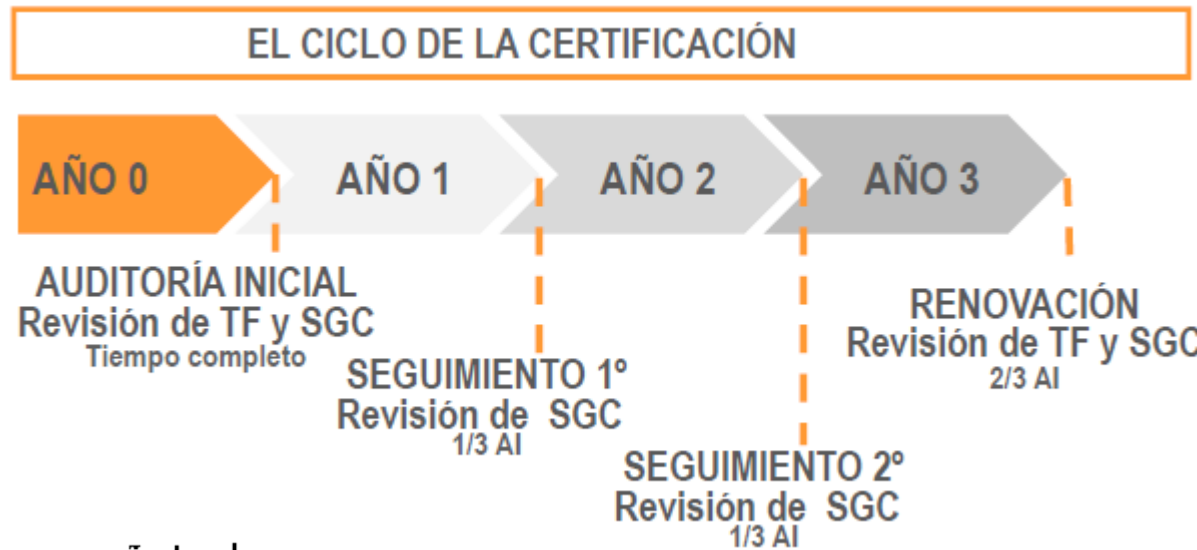 EL CICLO DE LA CERTIFICACIÓN
AÑO 0
AÑO 1
AÑO 2
AÑO 3
AUDITORÍA INICIAL
Revisión de TF y SGC
Tiempo completo
SEGUIMIENTO 1º
Revisión de SGC
1/3 AI
SEGUIMIENTO 2º
Revisión de SGC
1/3 AI
RENOVACIÓN
Revisión de TF y SGC
2/3 AI